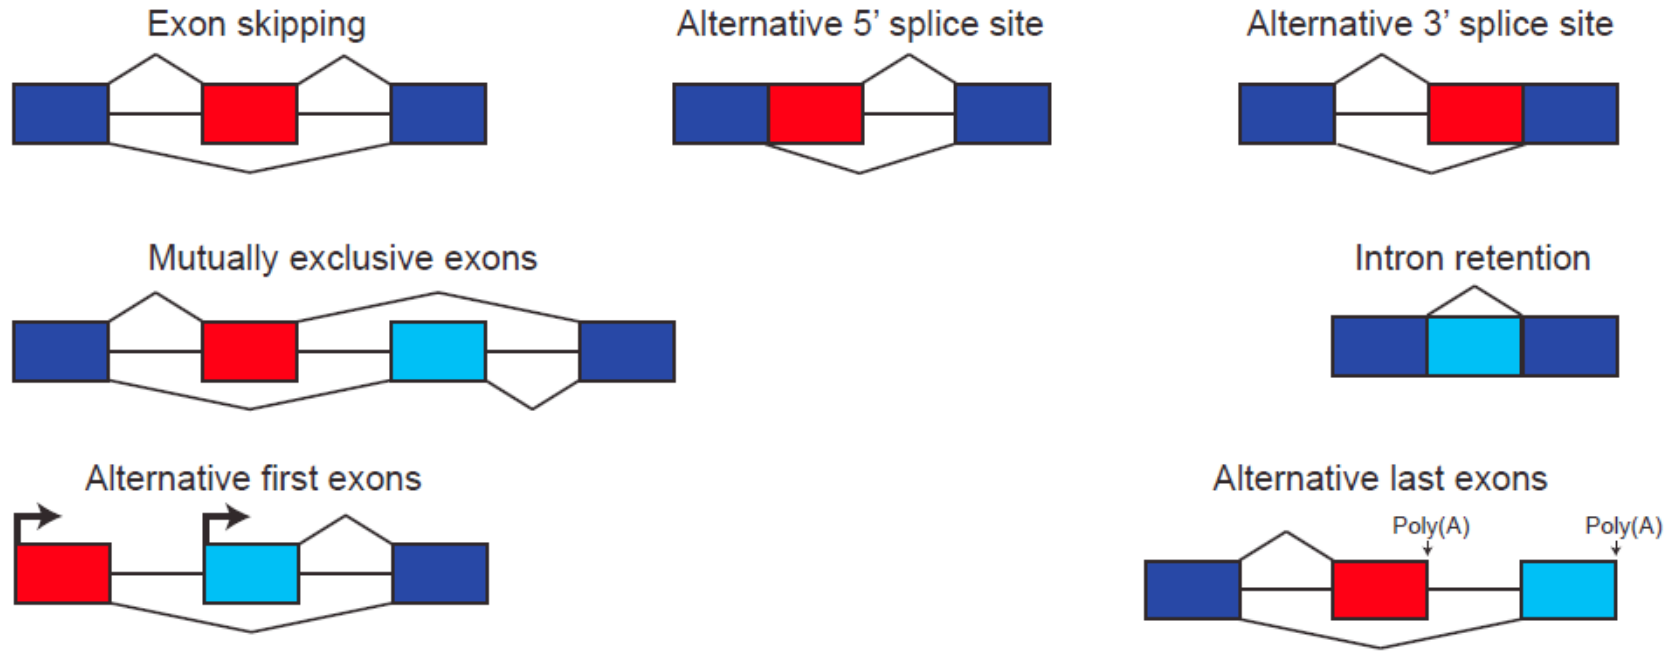 Exon skipping
Alternative 5’ splice site
Alternative 3’ splice site
Mutually exclusive exons
Intron retention
Alternative first exons
Alternative last exons
Poly(A)
Poly(A)